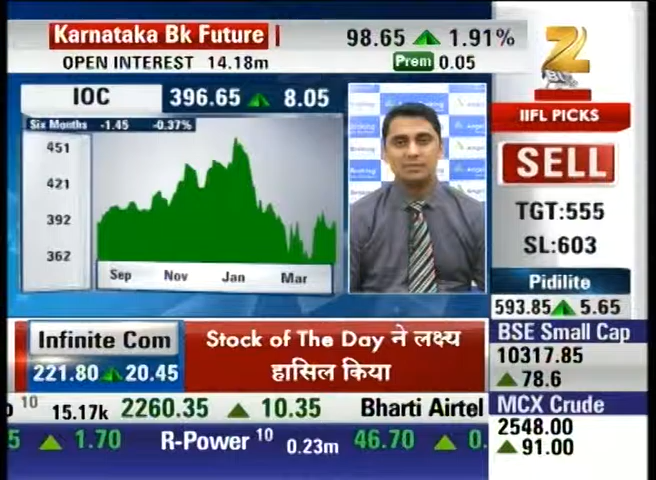 Karnataka Bk Future
98.65 1.91%
OPEN INTEREST 14.18m
Prem 0.05
IOC
396.65 8.05
Six Months -1.45 -0.37%
451
421
392
362
Sep Nov Jan Mar
IIFL PICKS
SELL
TGT:555
SL:603
Pidilite
593.85 5.65
BSE Small Cap
10317.85
78.6
MCX Crude
2548.00
91.00
Infinite Com
221.80 20.45
Stock of The Day ने लक्ष्य
हासिल किया
10 15.17k 2260.35 10.35 Bharti Airtel
5 1.70 R-Power 10 0.23m 46.70 0.